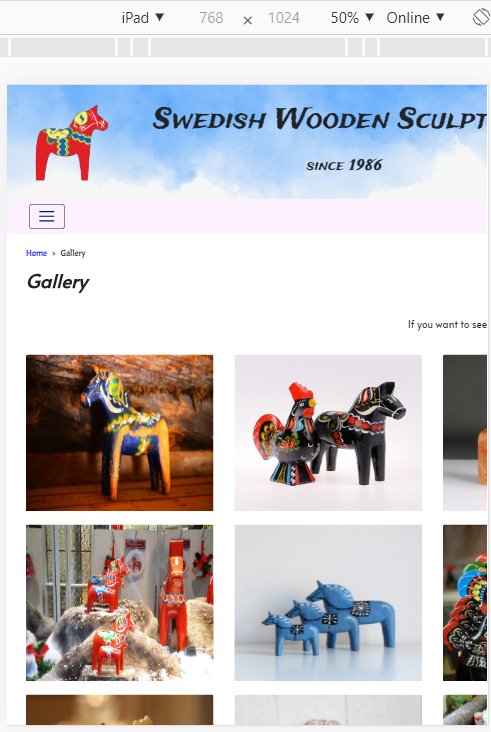 iPad ▼ 768 × 1024 50% ▼ Online ▼
SWEDISH WOODEN SCULPT
SINCE 1986
Home > Gallery
Gallery
If you want to see